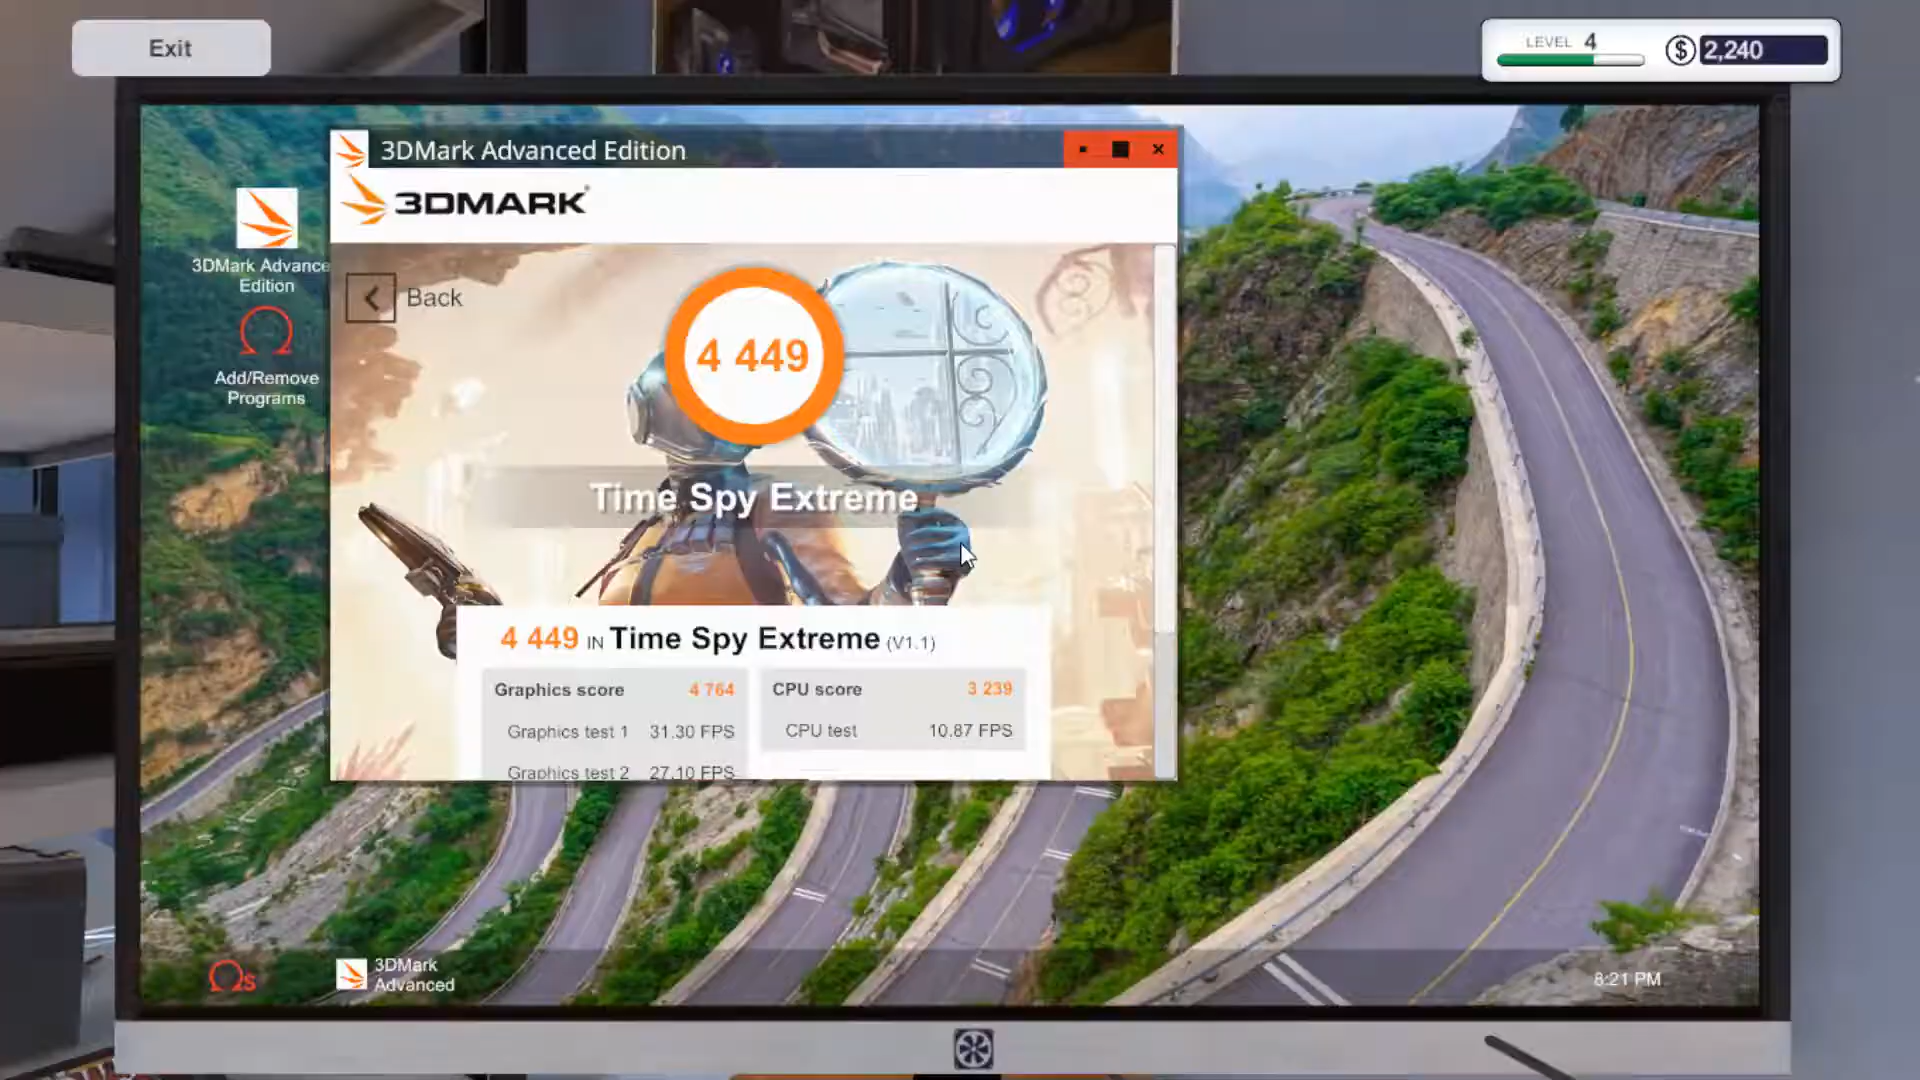 Exit
LEVEL 4
$ 2,240
3DMark Advanced Edition
3DMARK
3DMark Advance
Edition
Back
4 449
Add/Remove
Programs
Time Spy Extreme
4 449 IN Time Spy Extreme (V1.1)
Graphics score 4 764
CPU score 3 239
Graphics test 1 31.30 FPS
CPU test 10.87 FPS
Graphics test 2 27.10 FPS
Ωs
3DMark
Advanced
8:21 PM